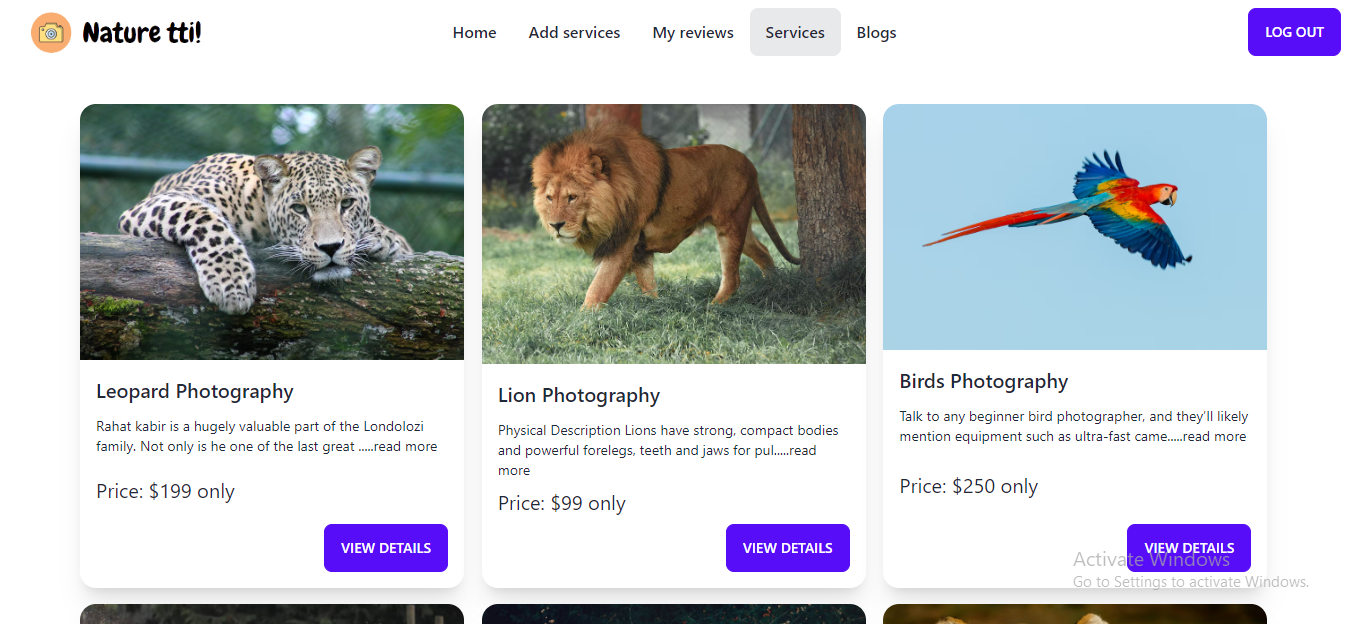 Nature tti!
Home
Add services
My reviews
Services
Blogs
LOG OUT
Leopard Photography
Rahat kabir is a hugely valuable part of the Londolozi
family. Not only is he one of the last great .....read more
Price: $199 only
VIEW DETAILS
Lion Photography
Physical Description Lions have strong, compact bodies
and powerful forelegs, teeth and jaws for pul.....read
more
Price: $99 only
VIEW DETAILS
Birds Photography
Talk to any beginner bird photographer, and they’ll likely
mention equipment such as ultra-fast came.....read more
Price: $250 only
VIEW DETAILS
Activate Windows
Go to Settings to activate Windows.